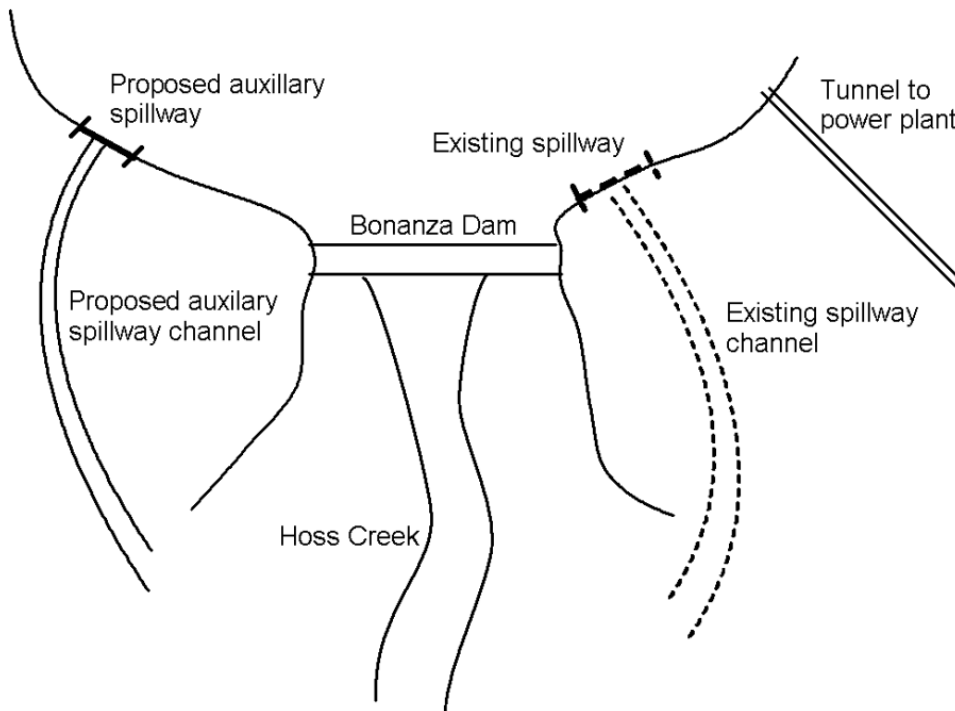 Proposed auxillary
spillway
Existing spillway
Tunnel to
power plant
Bonanza Dam
Proposed auxilary
spillway channel
Existing spillway
channel
Hoss Creek